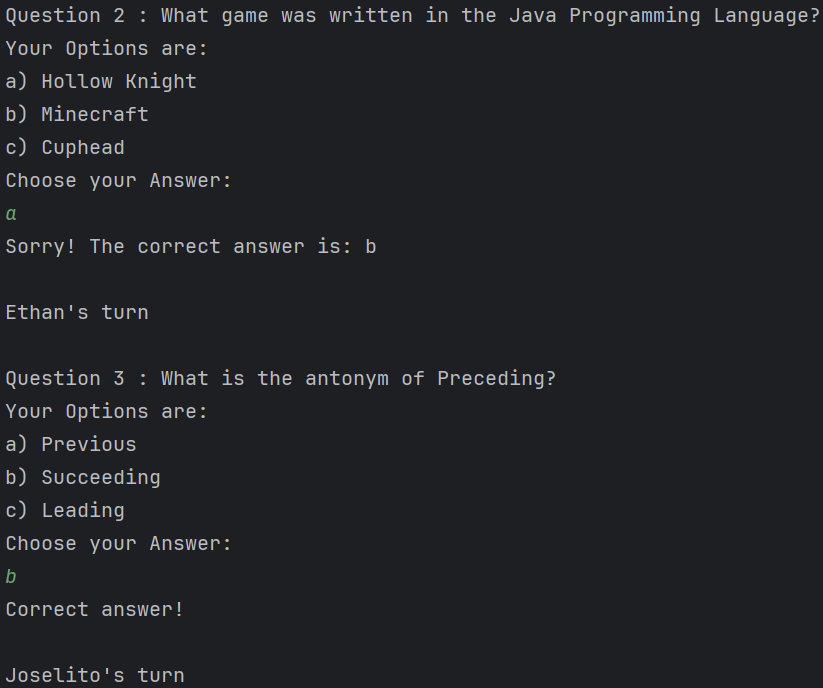 Question 2 : What game was written in the Java Programming Language?
Your Options are:
a) Hollow Knight
b) Minecraft
c) Cuphead
Choose your Answer:
a
Sorry! The correct answer is: b
Ethan's turn
Question 3 : What is the antonym of Preceding?
Your Options are:
a) Previous
b) Succeeding
c) Leading
Choose your Answer:
b
Correct answer!
Joselito's turn